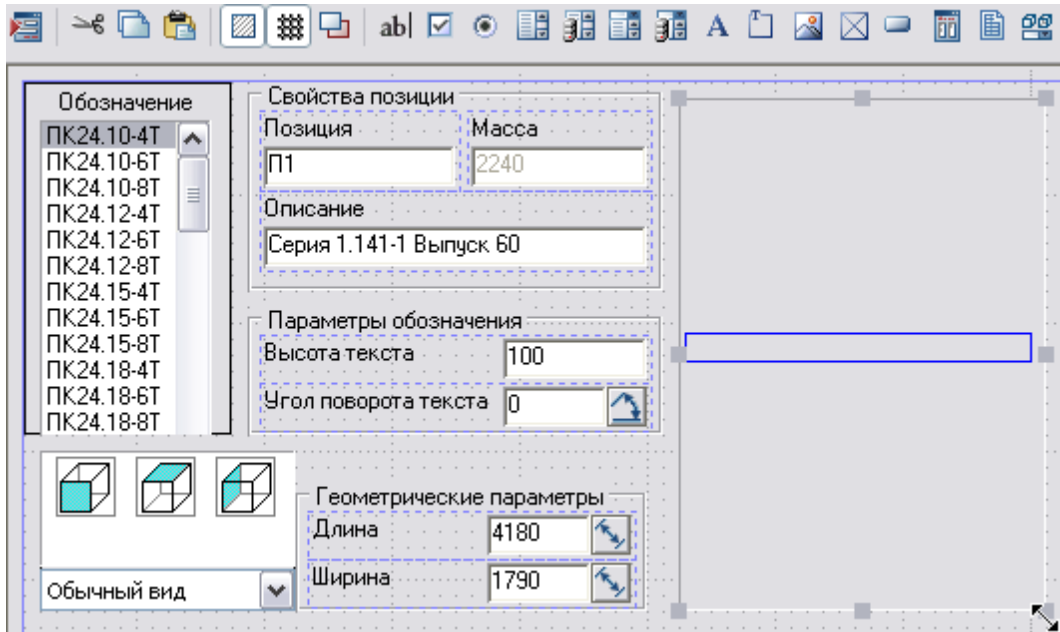 ab|
A
Обозначение
ПК24.10-4Т
ПК24.10-6Т
ПК24.10-8Т
ПК24.12-4Т
ПК24.12-6Т
ПК24.12-8Т
ПК24.15-4Т
ПК24.15-6Т
ПК24.15-8Т
ПК24.18-4Т
ПК24.18-6Т
ПК24.18-8Т
Свойства позиции
Позиция Масса
П1 2240
Описание
Серия 1.141-1 Выпуск 60
Параметры обозначения
Высота текста 100
Угол поворота текста 0
Обычный вид
Геометрические параметры
Длина 4180
Ширина 1790